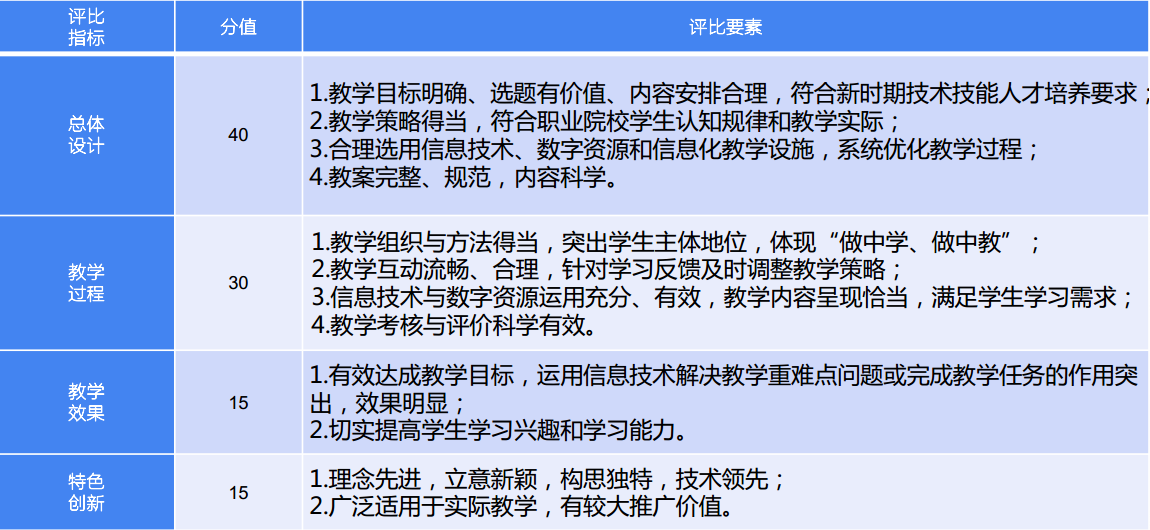 评比
指标
分值
评比要素
总体
设计
40
1.教学目标明确、选题有价值、内容安排合理，符合新时期技术技能人才培养要求；
2.教学策略得当，符合职业院校学生认知规律和教学实际；
3.合理选用信息技术、数字资源和信息化教学设施，系统优化教学过程；
4.教案完整、规范，内容科学。
教学
过程
30
1.教学组织与方法得当，突出学生主体地位，体现“做中学、做中教”；
2.教学互动流畅、合理，针对学习反馈及时调整教学策略；
3.信息技术与数字资源运用充分、有效，教学内容呈现恰当，满足学生学习需求；
4.教学考核与评价科学有效。
教学
效果
15
1.有效达成教学目标，运用信息技术解决教学重难点问题或完成教学任务的作用突
出，效果明显；
2.切实提高学生学习兴趣和学习能力。
特色
创新
15
1.理念先进，立意新颖，构思独特，技术领先；
2.广泛适用于实际教学，有较大推广价值。